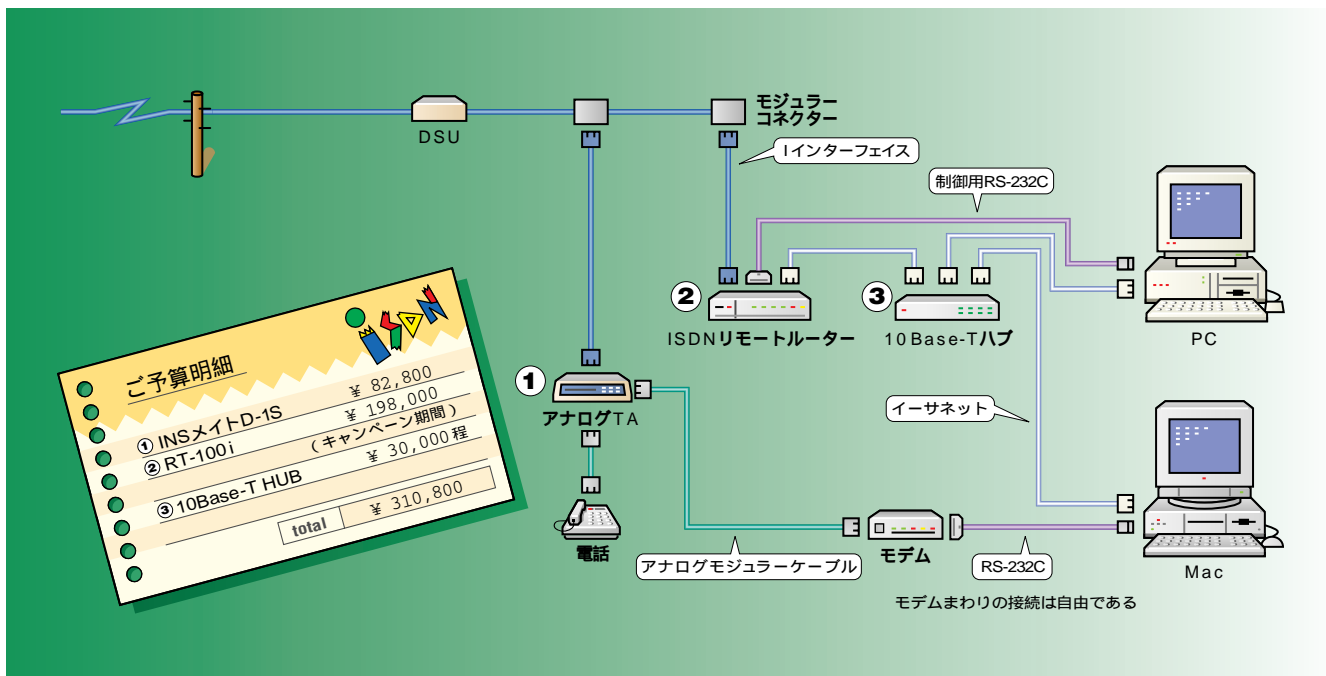 DSU
モジュラー
コネクター
Iインターフェイス
制御用RS-232C
② ISDNリモートルーター
③ 10Base-Tハブ
PC
ご予算明細
①INSメイトD-1S ¥ 82,800
②RT-100i ¥ 198,000
(キャンペーン期間)
③10Base-T HUB ¥ 30,000程
total ¥ 310,800
① アナログTA
イーサネット
電話
アナログモジュラーケーブル
モデム
RS-232C
Mac
モデムまわりの接続は自由である